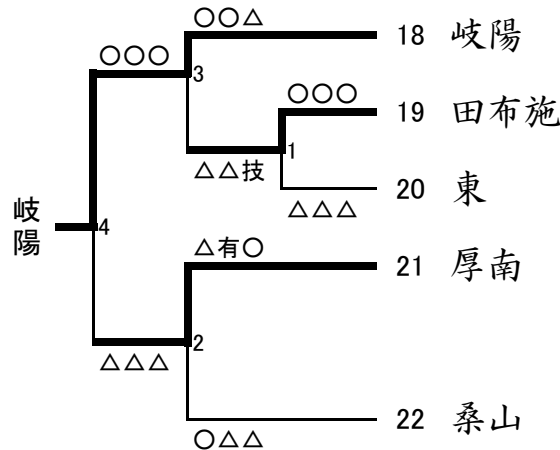 ○○△
18 岐陽
○○○
3
○○○
19 田布施
1
△△技
20 東
△△△
岐陽
4
△有○
21 厚南
2
△△△
22 桑山
○△△